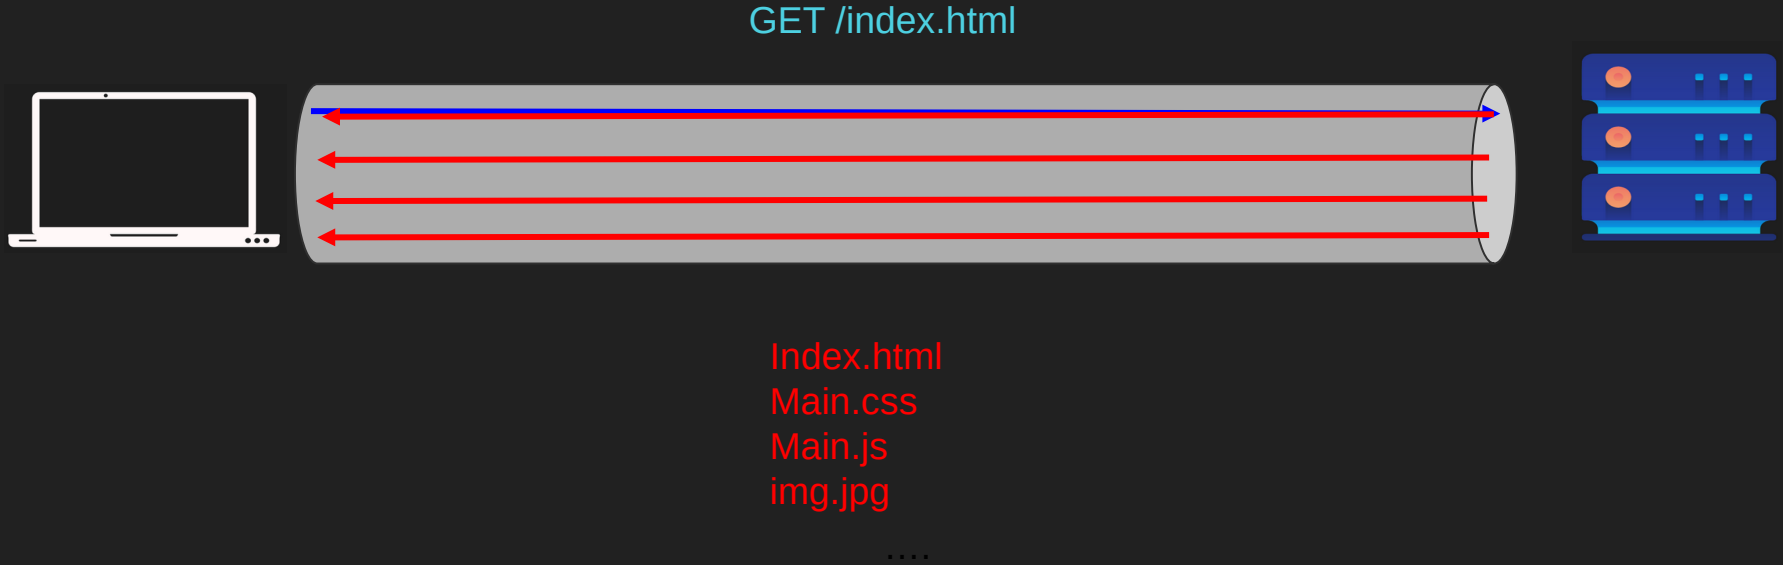 GET /index.html
Index.html
Main.css
Main.js
img.jpg
....